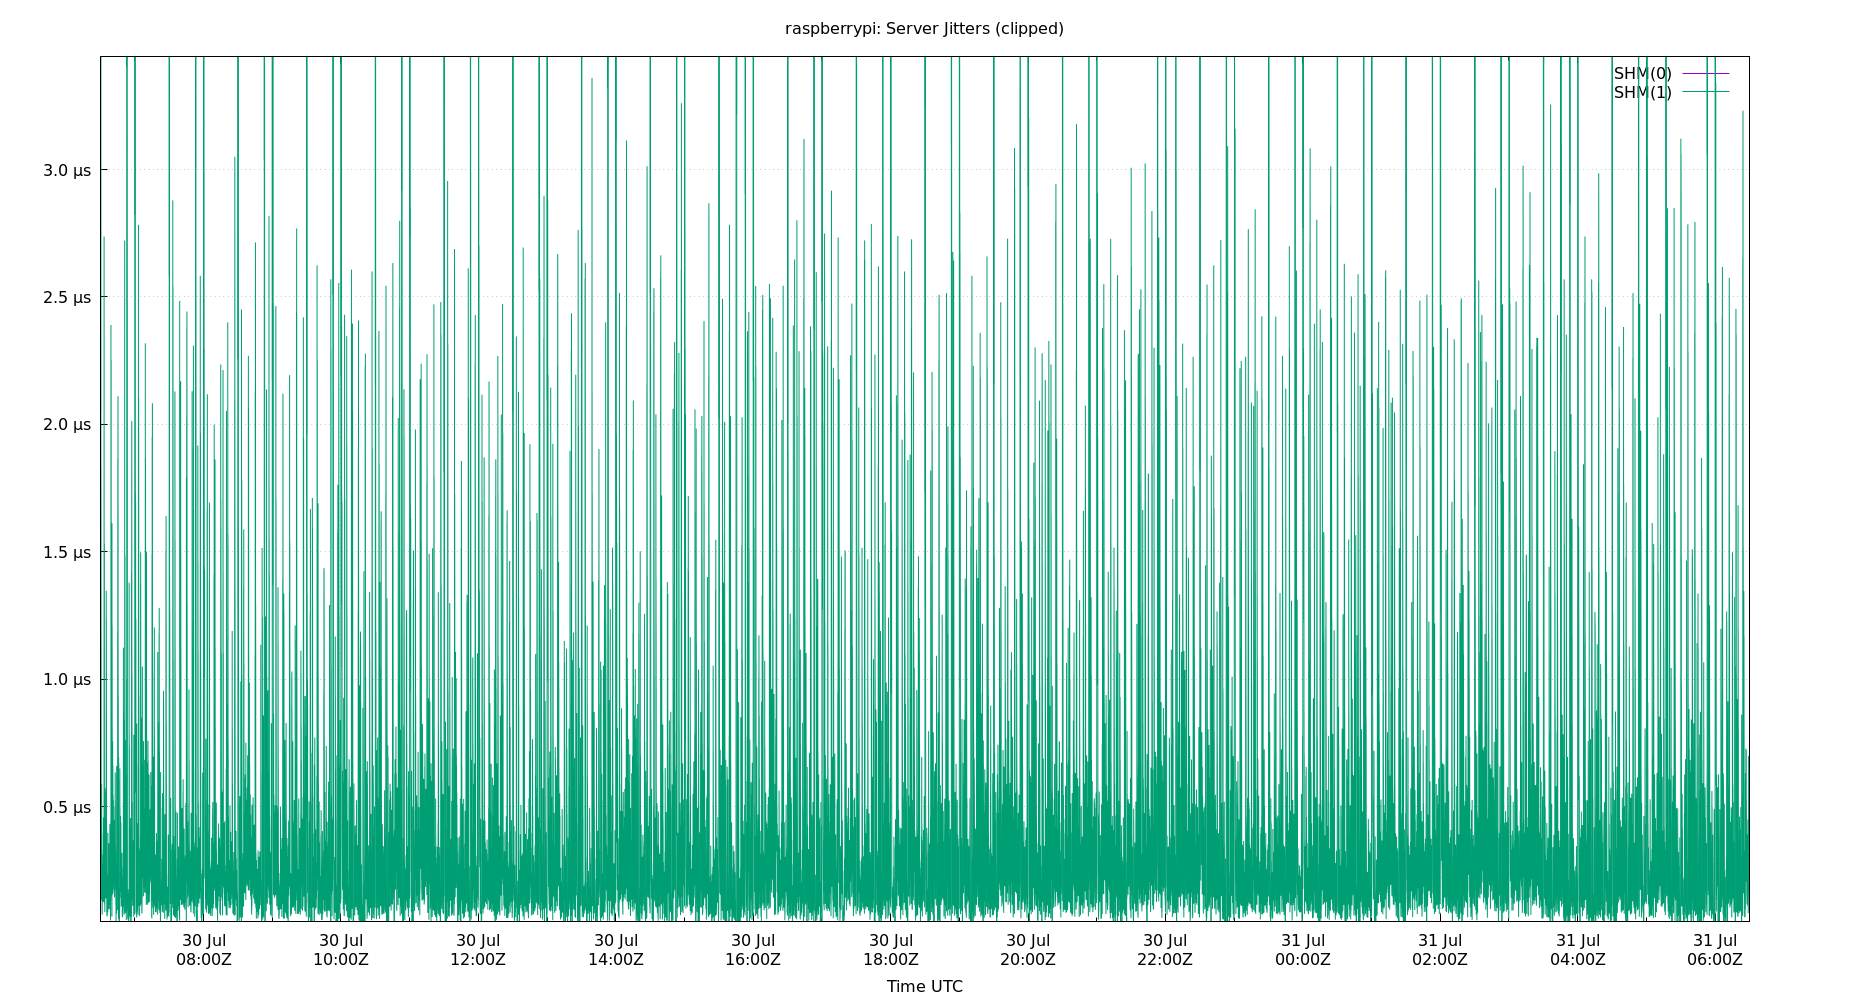 raspberrypi: Server Jitters (clipped)
SHM(0)
SHM(1)
3.0 µs
2.5 µs
2.0 µs
1.5 µs
1.0 µs
0.5 µs
30 Jul 30 Jul 30 Jul 30 Jul 30 Jul 30 Jul 30 Jul 30 Jul 31 Jul 31 Jul 31 Jul 31 Jul
08:00Z 10:00Z 12:00Z 14:00Z 16:00Z 18:00Z 20:00Z 22:00Z 00:00Z 02:00Z 04:00Z 06:00Z
Time UTC